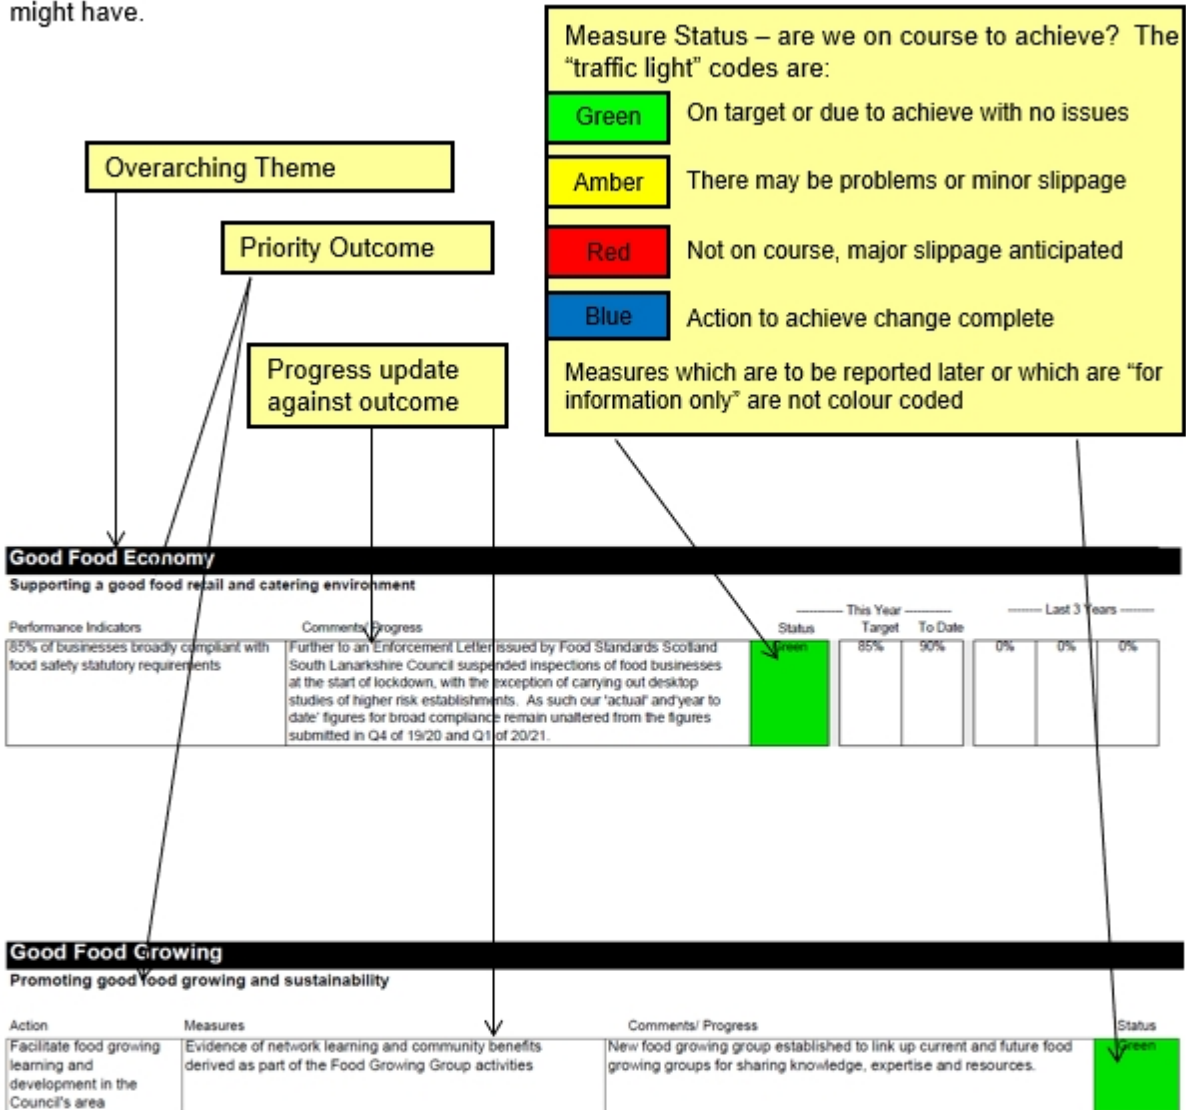 might have.
Measure Status – are we on course to achieve?  The
“traffic light” codes are:
Green
On target or due to achieve with no issues
Amber
There may be problems or minor slippage
Red
Not on course, major slippage anticipated
Blue
Action to achieve change complete
Measures which are to be reported later or which are “for
information only” are not colour coded
Overarching Theme
Priority Outcome
Progress update
against outcome
Good Food Economy
Supporting a good food retail and catering environment
This Year
Last 3 Years
Performance Indicators
Comments/ Progress
Status
Target
To Date
85% of businesses broadly compliant with
food safety statutory requirements
Further to an Enforcement Letter issued by Food Standards Scotland
South Lanarkshire Council suspended inspections of food businesses
at the start of lockdown, with the exception of carrying out desktop
studies of higher risk establishments.  As such our 'actual' and'year to
date' figures for broad compliance remain unaltered from the figures
submitted in Q4 of 19/20 and Q1 of 20/21.
Green
85%
90%
0%
0%
0%
Good Food Growing
Promoting good food growing and sustainability
Action
Measures
Comments/ Progress
Status
Facilitate food growing
learning and
development in the
Council's area
Evidence of network learning and community benefits
derived as part of the Food Growing Group activities
New food growing group established to link up current and future food
growing groups for sharing knowledge, expertise and resources.
Green